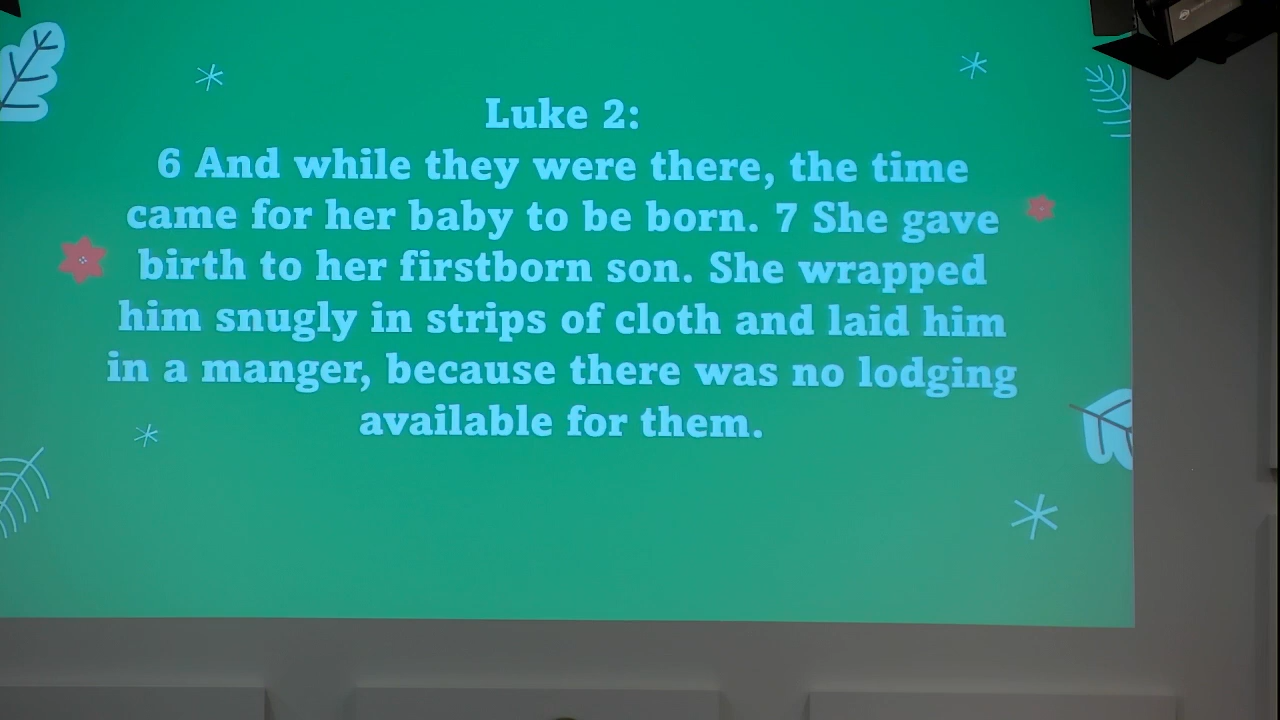 Luke 2:
6 And while they were there, the time
came for her baby to be born. 7 She gave
birth to her firstborn son. She wrapped
him snugly in strips of cloth and laid him
in a manger, because there was no lodging
available for them.